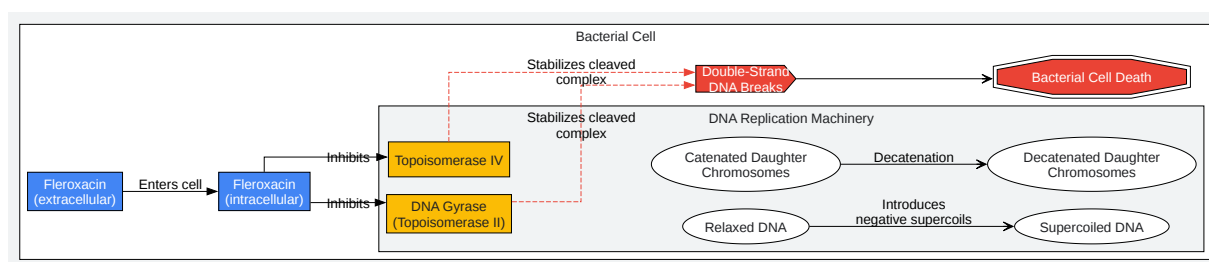 Bacterial Cell
Stabilizes cleaved
complex
Double-Strand
DNA Breaks
Bacterial Cell Death
Stabilizes cleaved
complex
DNA Replication Machinery
Inhibits
Topoisomerase IV
Catenated Daughter
Chromosomes
Decatenation
Decatenated Daughter
Chromosomes
Fleroxacin
(extracellular)
Enters cell
Fleroxacin
(intracellular)
Inhibits
DNA Gyrase
(Topoisomerase II)
Relaxed DNA
Introduces
negative supercoils
Supercoiled DNA